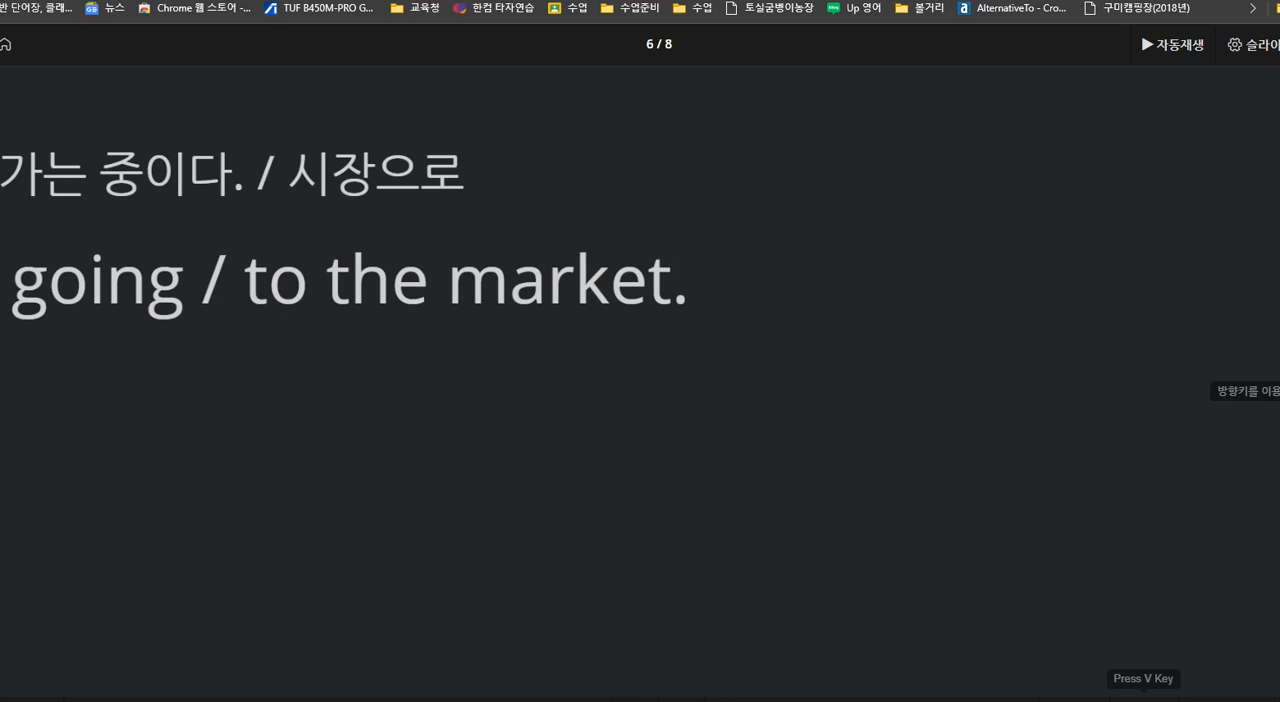 반 단어장, 클래... 뉴스 Chrome 웹 스토어 -... TUF B450M-PRO G... 교육청 한컴 타자연습 수업 수업준비 수업 토실굼벵이농장 Up 영어 볼거리 AlternativeTo - Cro... 구미캠핑장(2018년)
6 / 8 자동재생 슬라이
가는 중이다. / 시장으로
going / to the market.
방향키를 이용
Press V Key